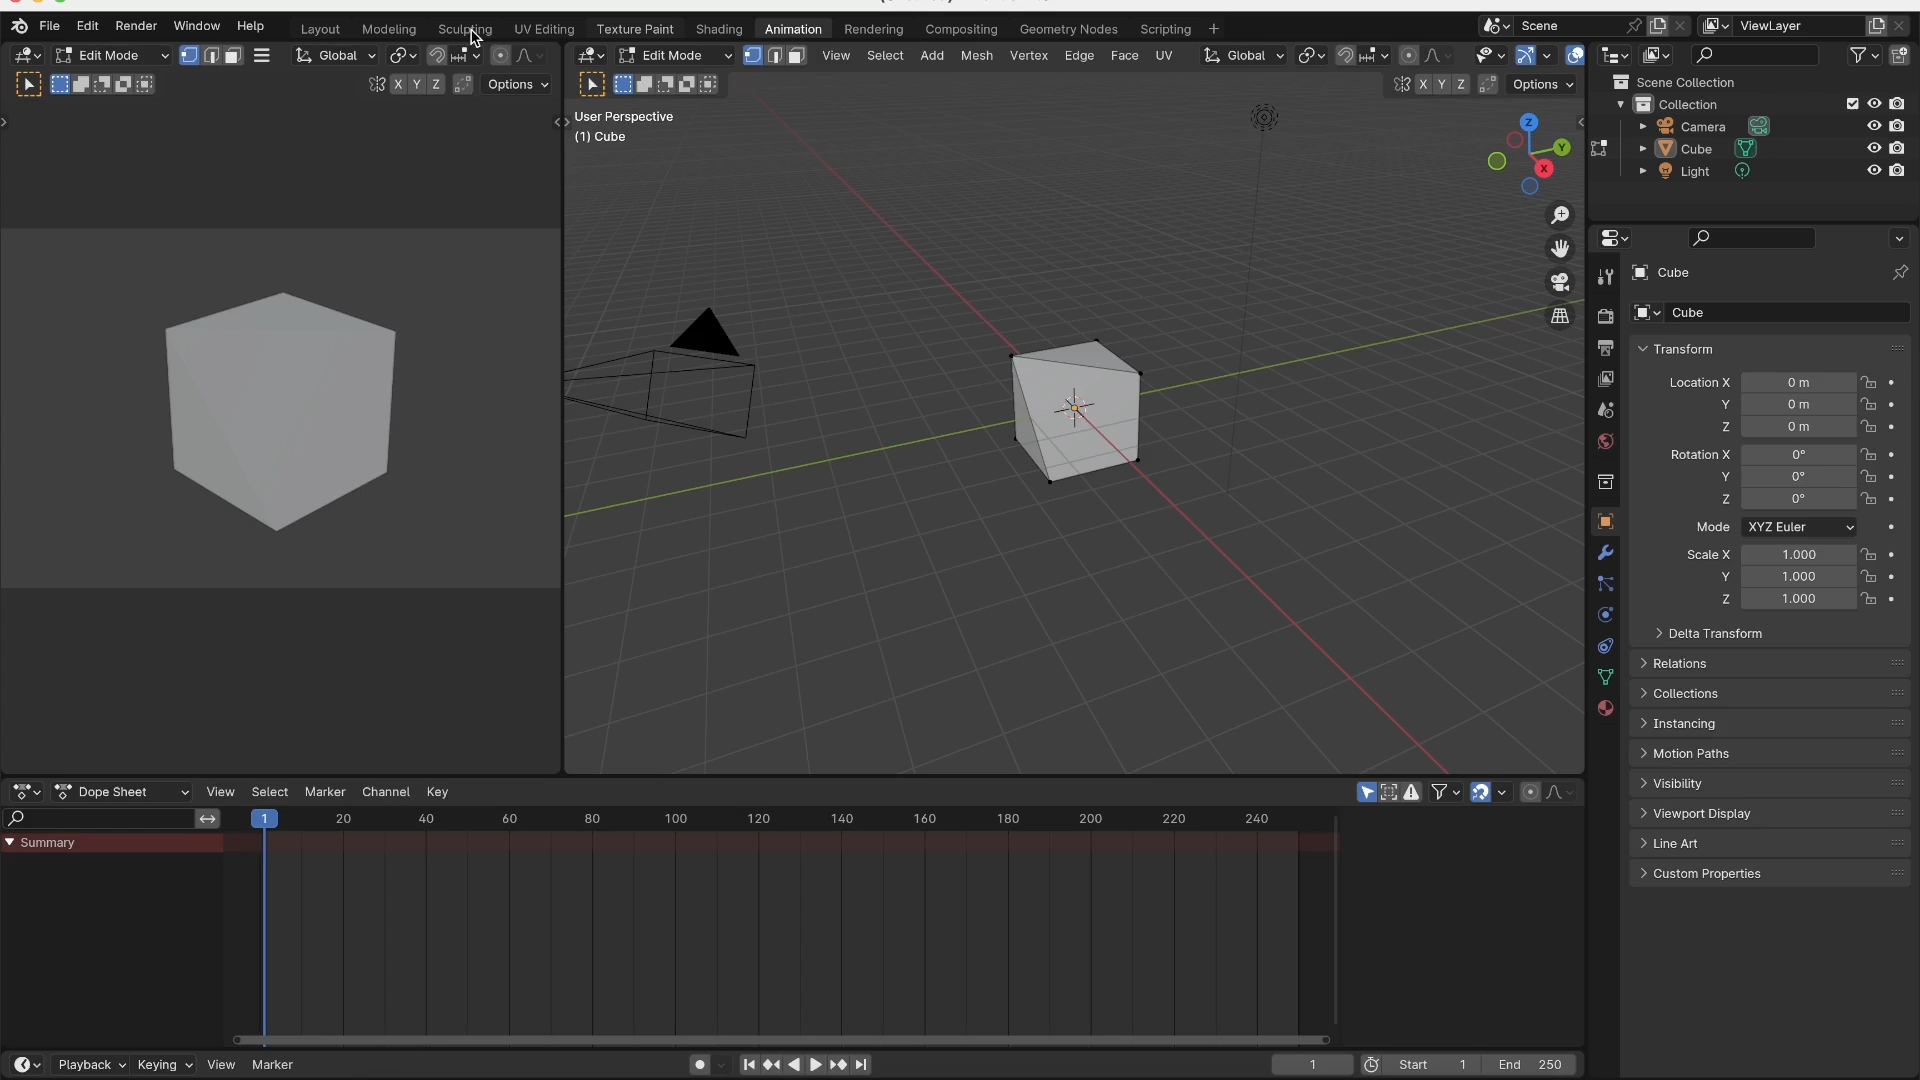 File Edit Render Window Help Layout Modeling Sculpting UV Editing Texture Paint Shading Animation Rendering Compositing Geometry Nodes Scripting + Scene ViewLayer
Edit Mode Global Edit Mode View Select Add Mesh Vertex Edge Face UV Global
X Y Z Options X Y Z Options
User Perspective
(1) Cube
Z
Y
X
Scene Collection
Collection
Camera
Cube
Light
Cube
Cube
Transform
Location X 0 m
Y 0 m
Z 0 m
Rotation X 0°
Y 0°
Z 0°
Mode XYZ Euler
Scale X 1.000
Y 1.000
Z 1.000
Delta Transform
Relations
Collections
Instancing
Motion Paths
Visibility
Viewport Display
Line Art
Custom Properties
Dope Sheet View Select Marker Channel Key
1 20 40 60 80 100 120 140 160 180 200 220 240
Summary
Playback Keying View Marker 1 Start 1 End 250